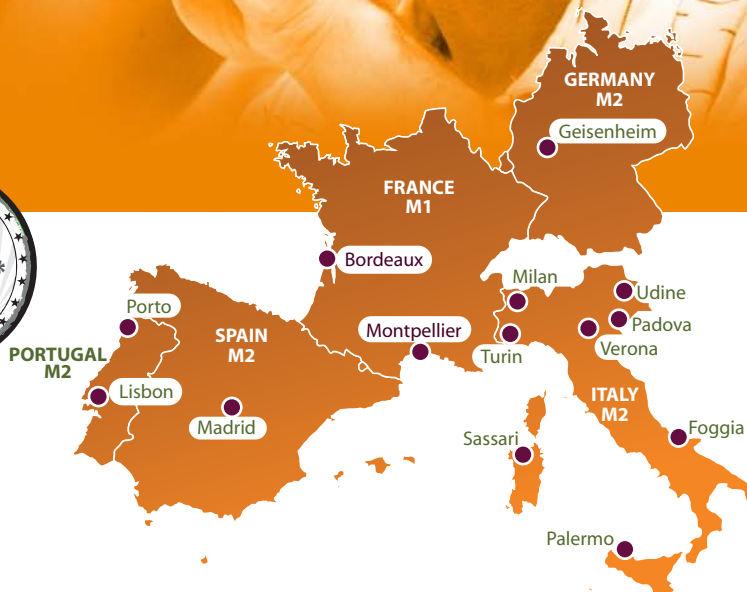 GERMANY
M2
Geisenheim
FRANCE
M1
Bordeaux
Milan
Udine
Porto
Padova
SPAIN
M2
Montpellier
Turin
Verona
PORTUGAL
M2
Lisbon
ITALY
M2
Madrid
Foggia
Sassari
Palermo